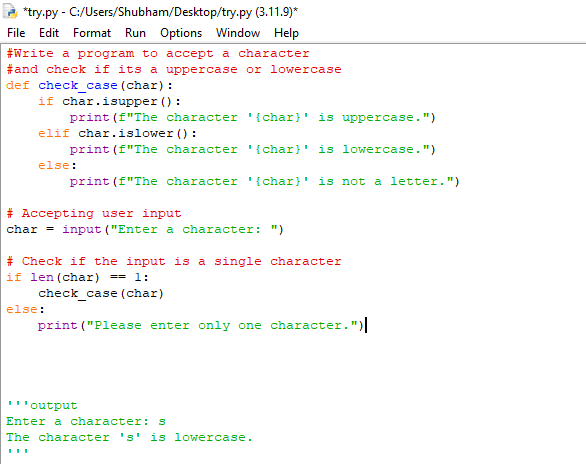 *try.py - C:/Users/Shubham/Desktop/try.py (3.11.9)*
File Edit Format Run Options Window Help
#Write a program to accept a character
#and check if its a uppercase or lowercase
def check_case(char):
    if char.isupper():
        print(f"The character '{char}' is uppercase.")
    elif char.islower():
        print(f"The character '{char}' is lowercase.")
    else:
        print(f"The character '{char}' is not a letter.")

# Accepting user input
char = input("Enter a character: ")

# Check if the input is a single character
if len(char) == 1:
    check_case(char)
else:
    print("Please enter only one character.")

'''output
Enter a character: s
The character 's' is lowercase.
'''